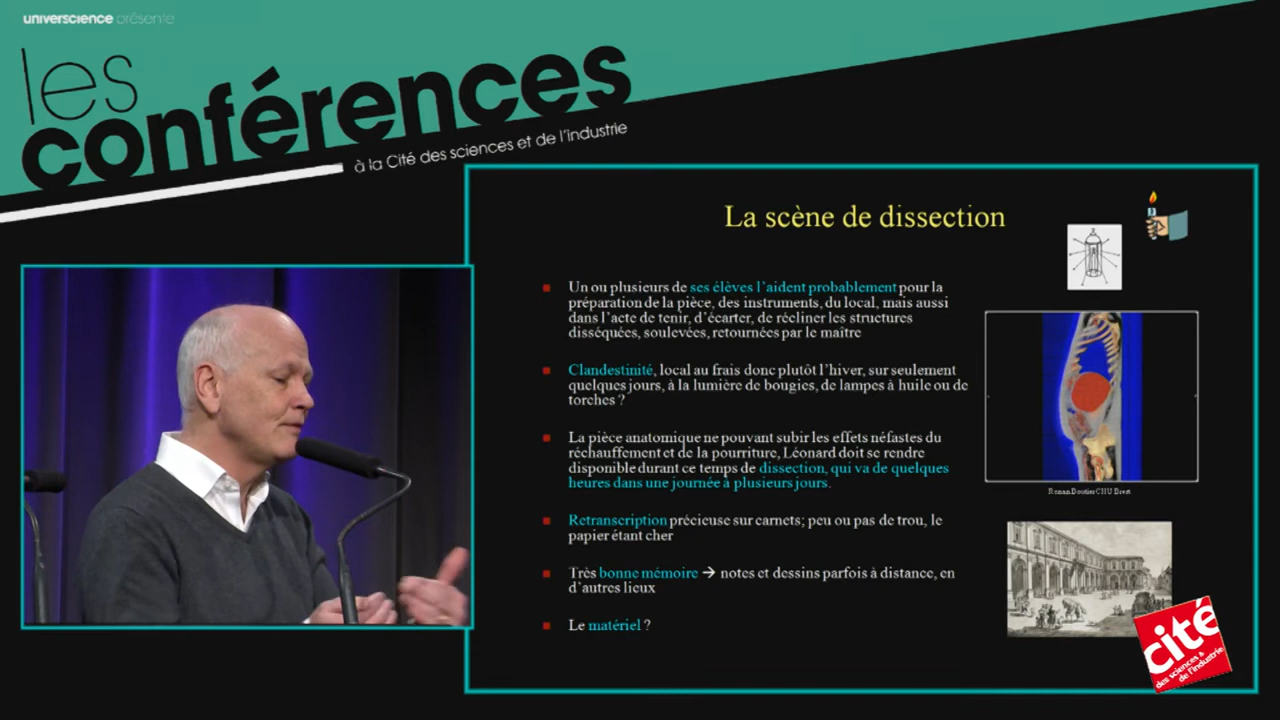 universcience présente
les
conférences
à la Cité des sciences et de l'industrie
La scène de dissection
Un ou plusieurs de ses élèves l'aident probablement pour la
préparation de la pièce, des instruments, du local, mais aussi
dans l'acte de tenir, d'écarter, de récliner les structures
disséquées, soulevées, retournées par le maître
Clandestinité, local au frais donc plutôt l'hiver, sur seulement
quelques jours, à la lumière de bougies, de lampes à huile ou de
torches ?
La pièce anatomique ne pouvant subir les effets néfastes du
réchauffement et de la pourriture, Léonard doit se rendre
disponible durant ce temps de dissection, qui va de quelques
heures dans une journée à plusieurs jours.
Retranscription précieuse sur carnets; peu ou pas de trou, le
papier étant cher
Très bonne mémoire → notes et dessins parfois à distance, en
d'autres lieux
Le matériel ?
Ronan Doutier CHU Brest
cité
des sciences &
de l'industrie